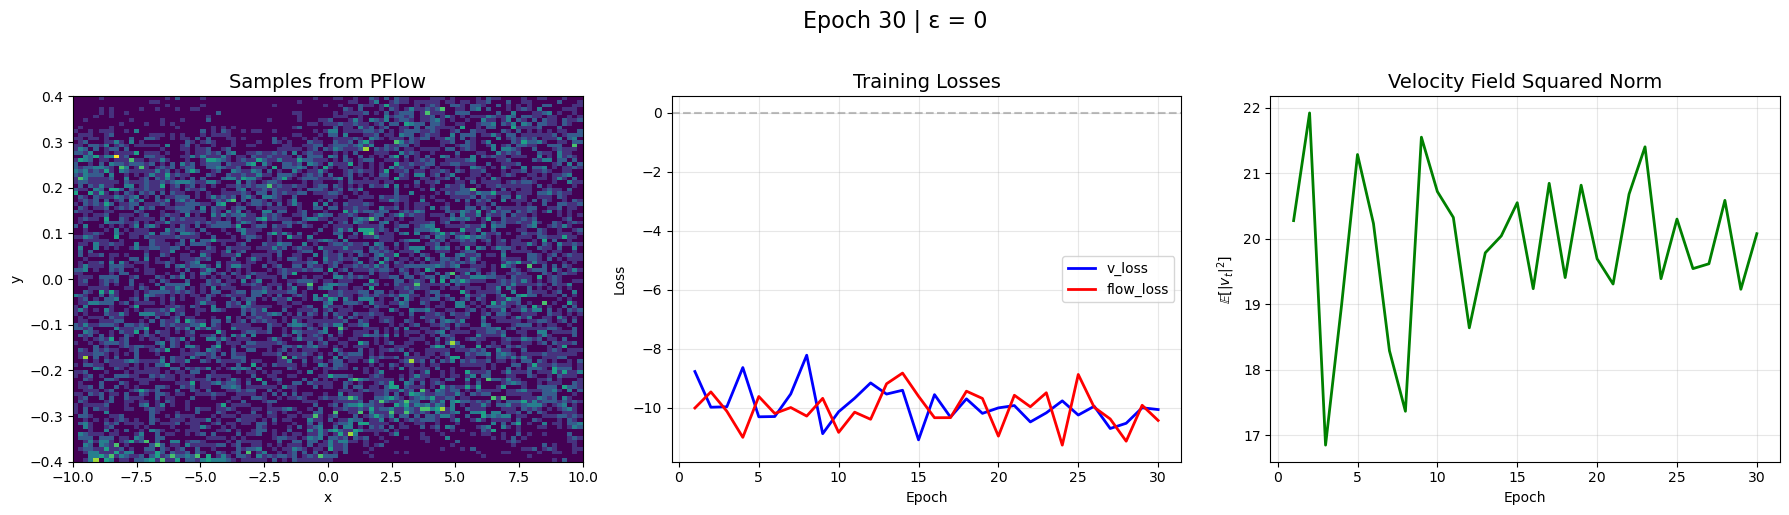 Epoch 30 | ε = 0
Samples from PFlow
0.4
0.3
0.2
0.1
0.0
−0.1
−0.2
−0.3
−0.4
y
−10.0 −7.5 −5.0 −2.5 0.0 2.5 5.0 7.5 10.0
x
Training Losses
0
−2
−4
−6
−8
−10
Loss
v_loss
flow_loss
0 5 10 15 20 25 30
Epoch
Velocity Field Squared Norm
22
21
20
19
18
17
𝔼[|v_t|²]
0 5 10 15 20 25 30
Epoch